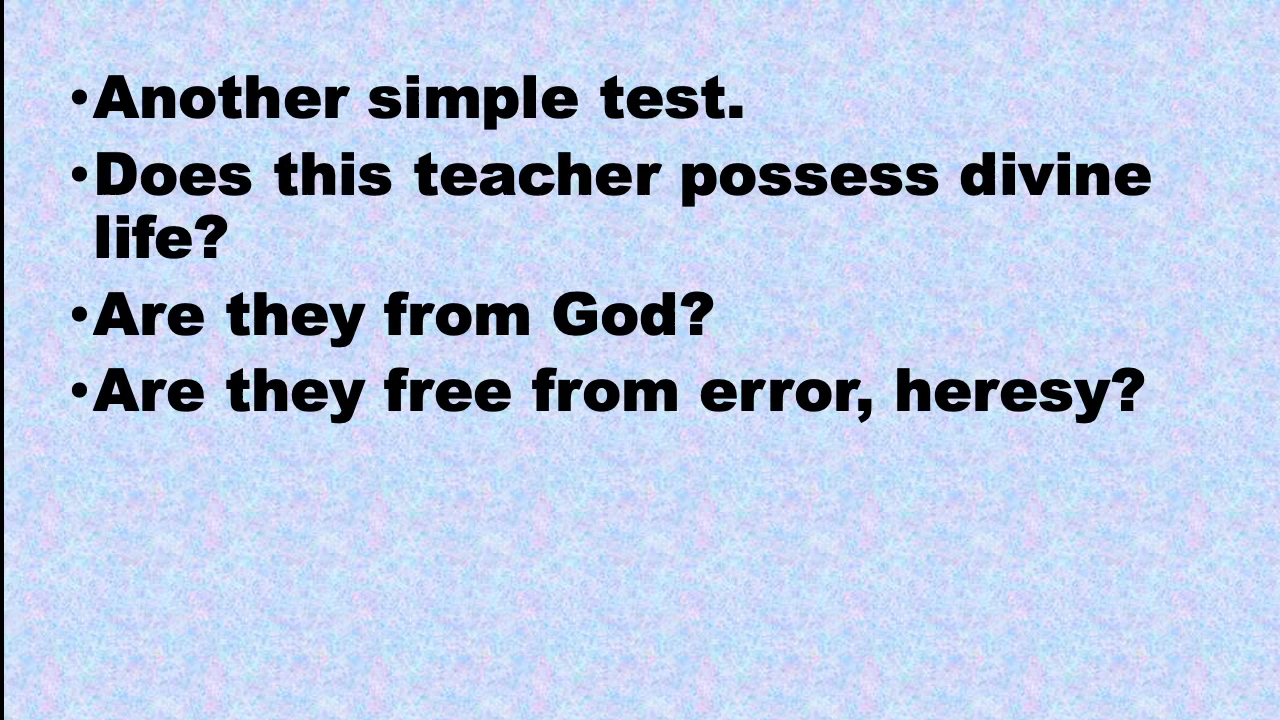 •Another simple test.
•Does this teacher possess divine
life?
•Are they from God?
•Are they free from error, heresy?